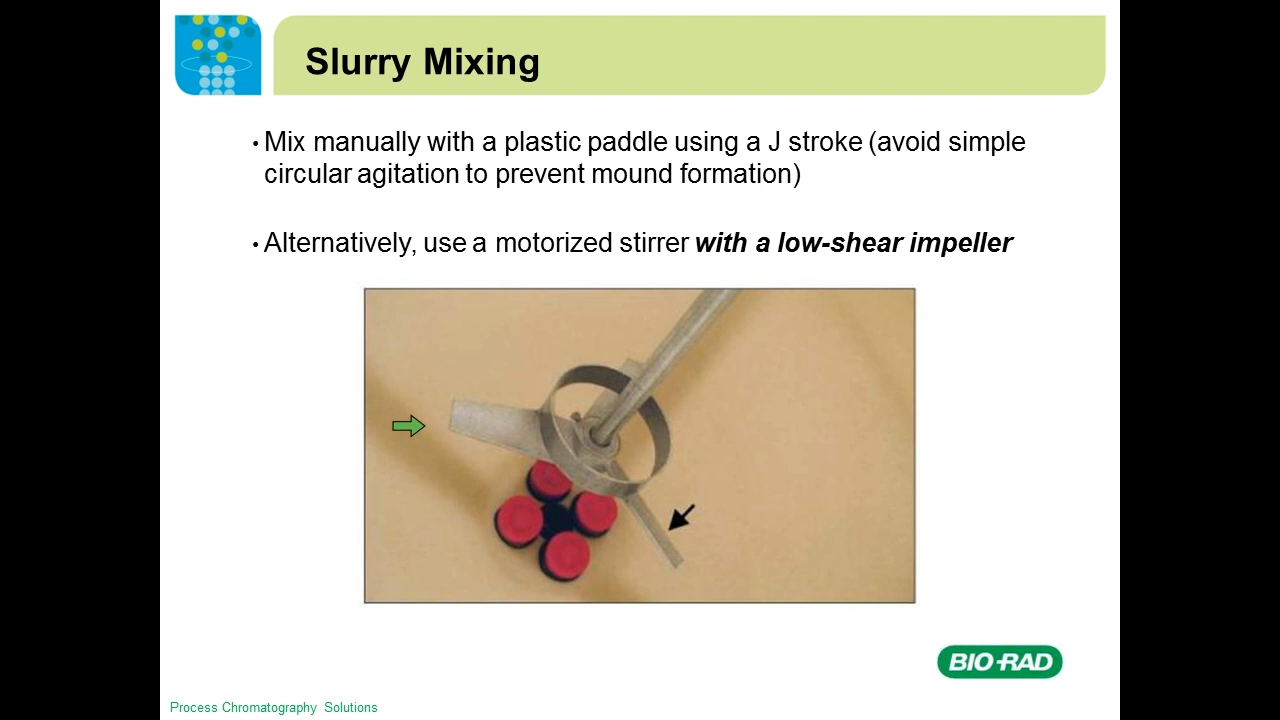 Slurry Mixing
• Mix manually with a plastic paddle using a J stroke (avoid simple
circular agitation to prevent mound formation)
• Alternatively, use a motorized stirrer with a low-shear impeller
BIO-RAD
Process Chromatography Solutions